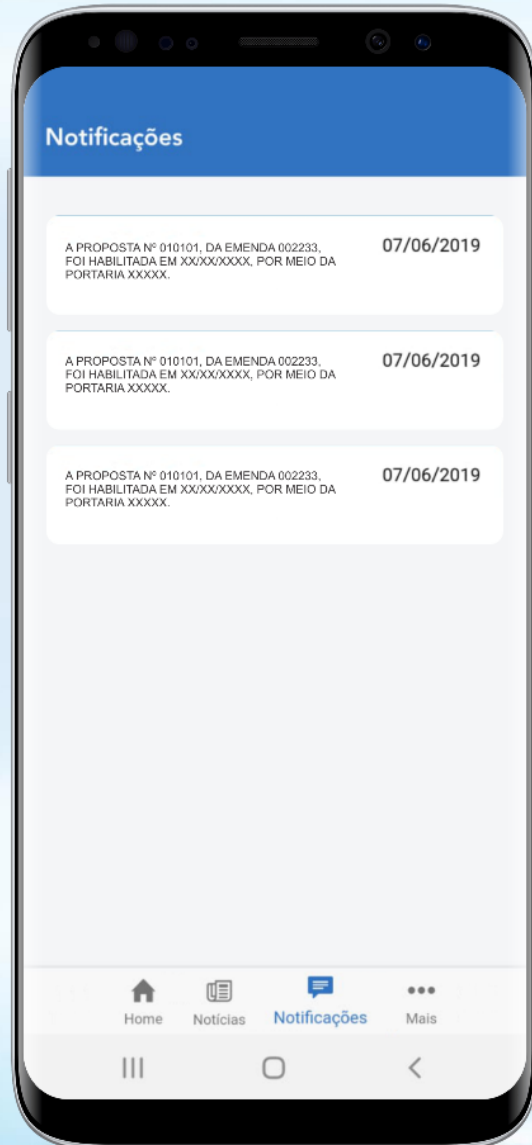 Notificações
A PROPOSTA Nº 010101, DA EMENDA 002233,
FOI HABILITADA EM XX/XX/XXXX, POR MEIO DA
PORTARIA XXXXX.
07/06/2019
A PROPOSTA Nº 010101, DA EMENDA 002233,
FOI HABILITADA EM XX/XX/XXXX, POR MEIO DA
PORTARIA XXXXX.
07/06/2019
A PROPOSTA Nº 010101, DA EMENDA 002233,
FOI HABILITADA EM XX/XX/XXXX, POR MEIO DA
PORTARIA XXXXX.
07/06/2019
Home Notícias Notificações Mais